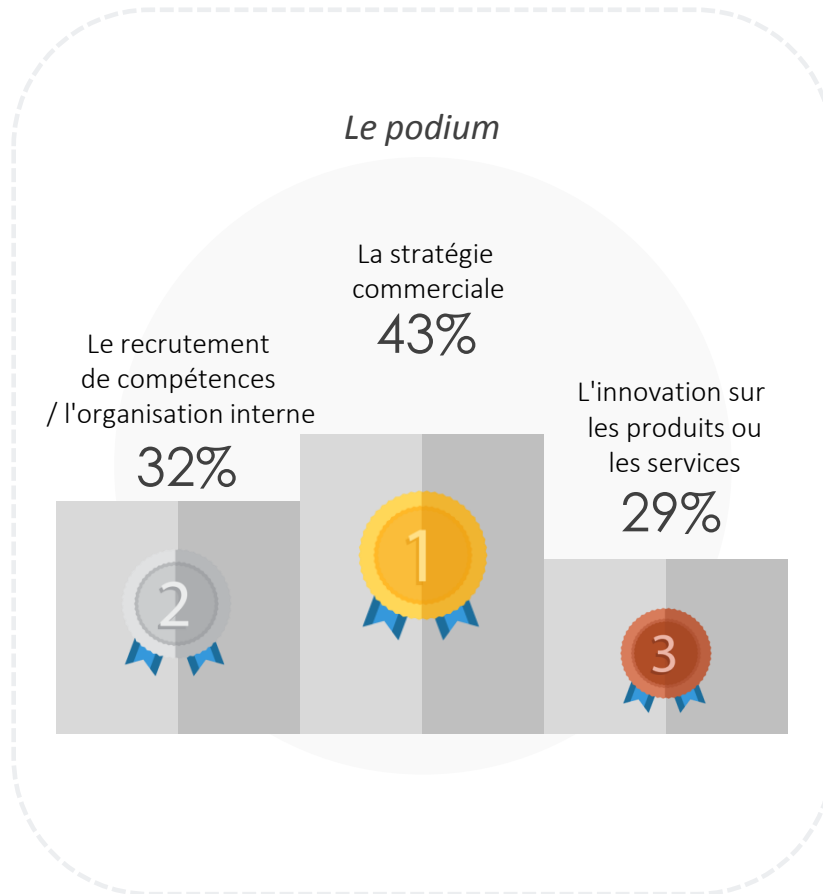 Le podium
La stratégie
commerciale
43%
Le recrutement
de compétences
/ l'organisation interne
32%
L'innovation sur
les produits ou
les services
29%
1
2
3